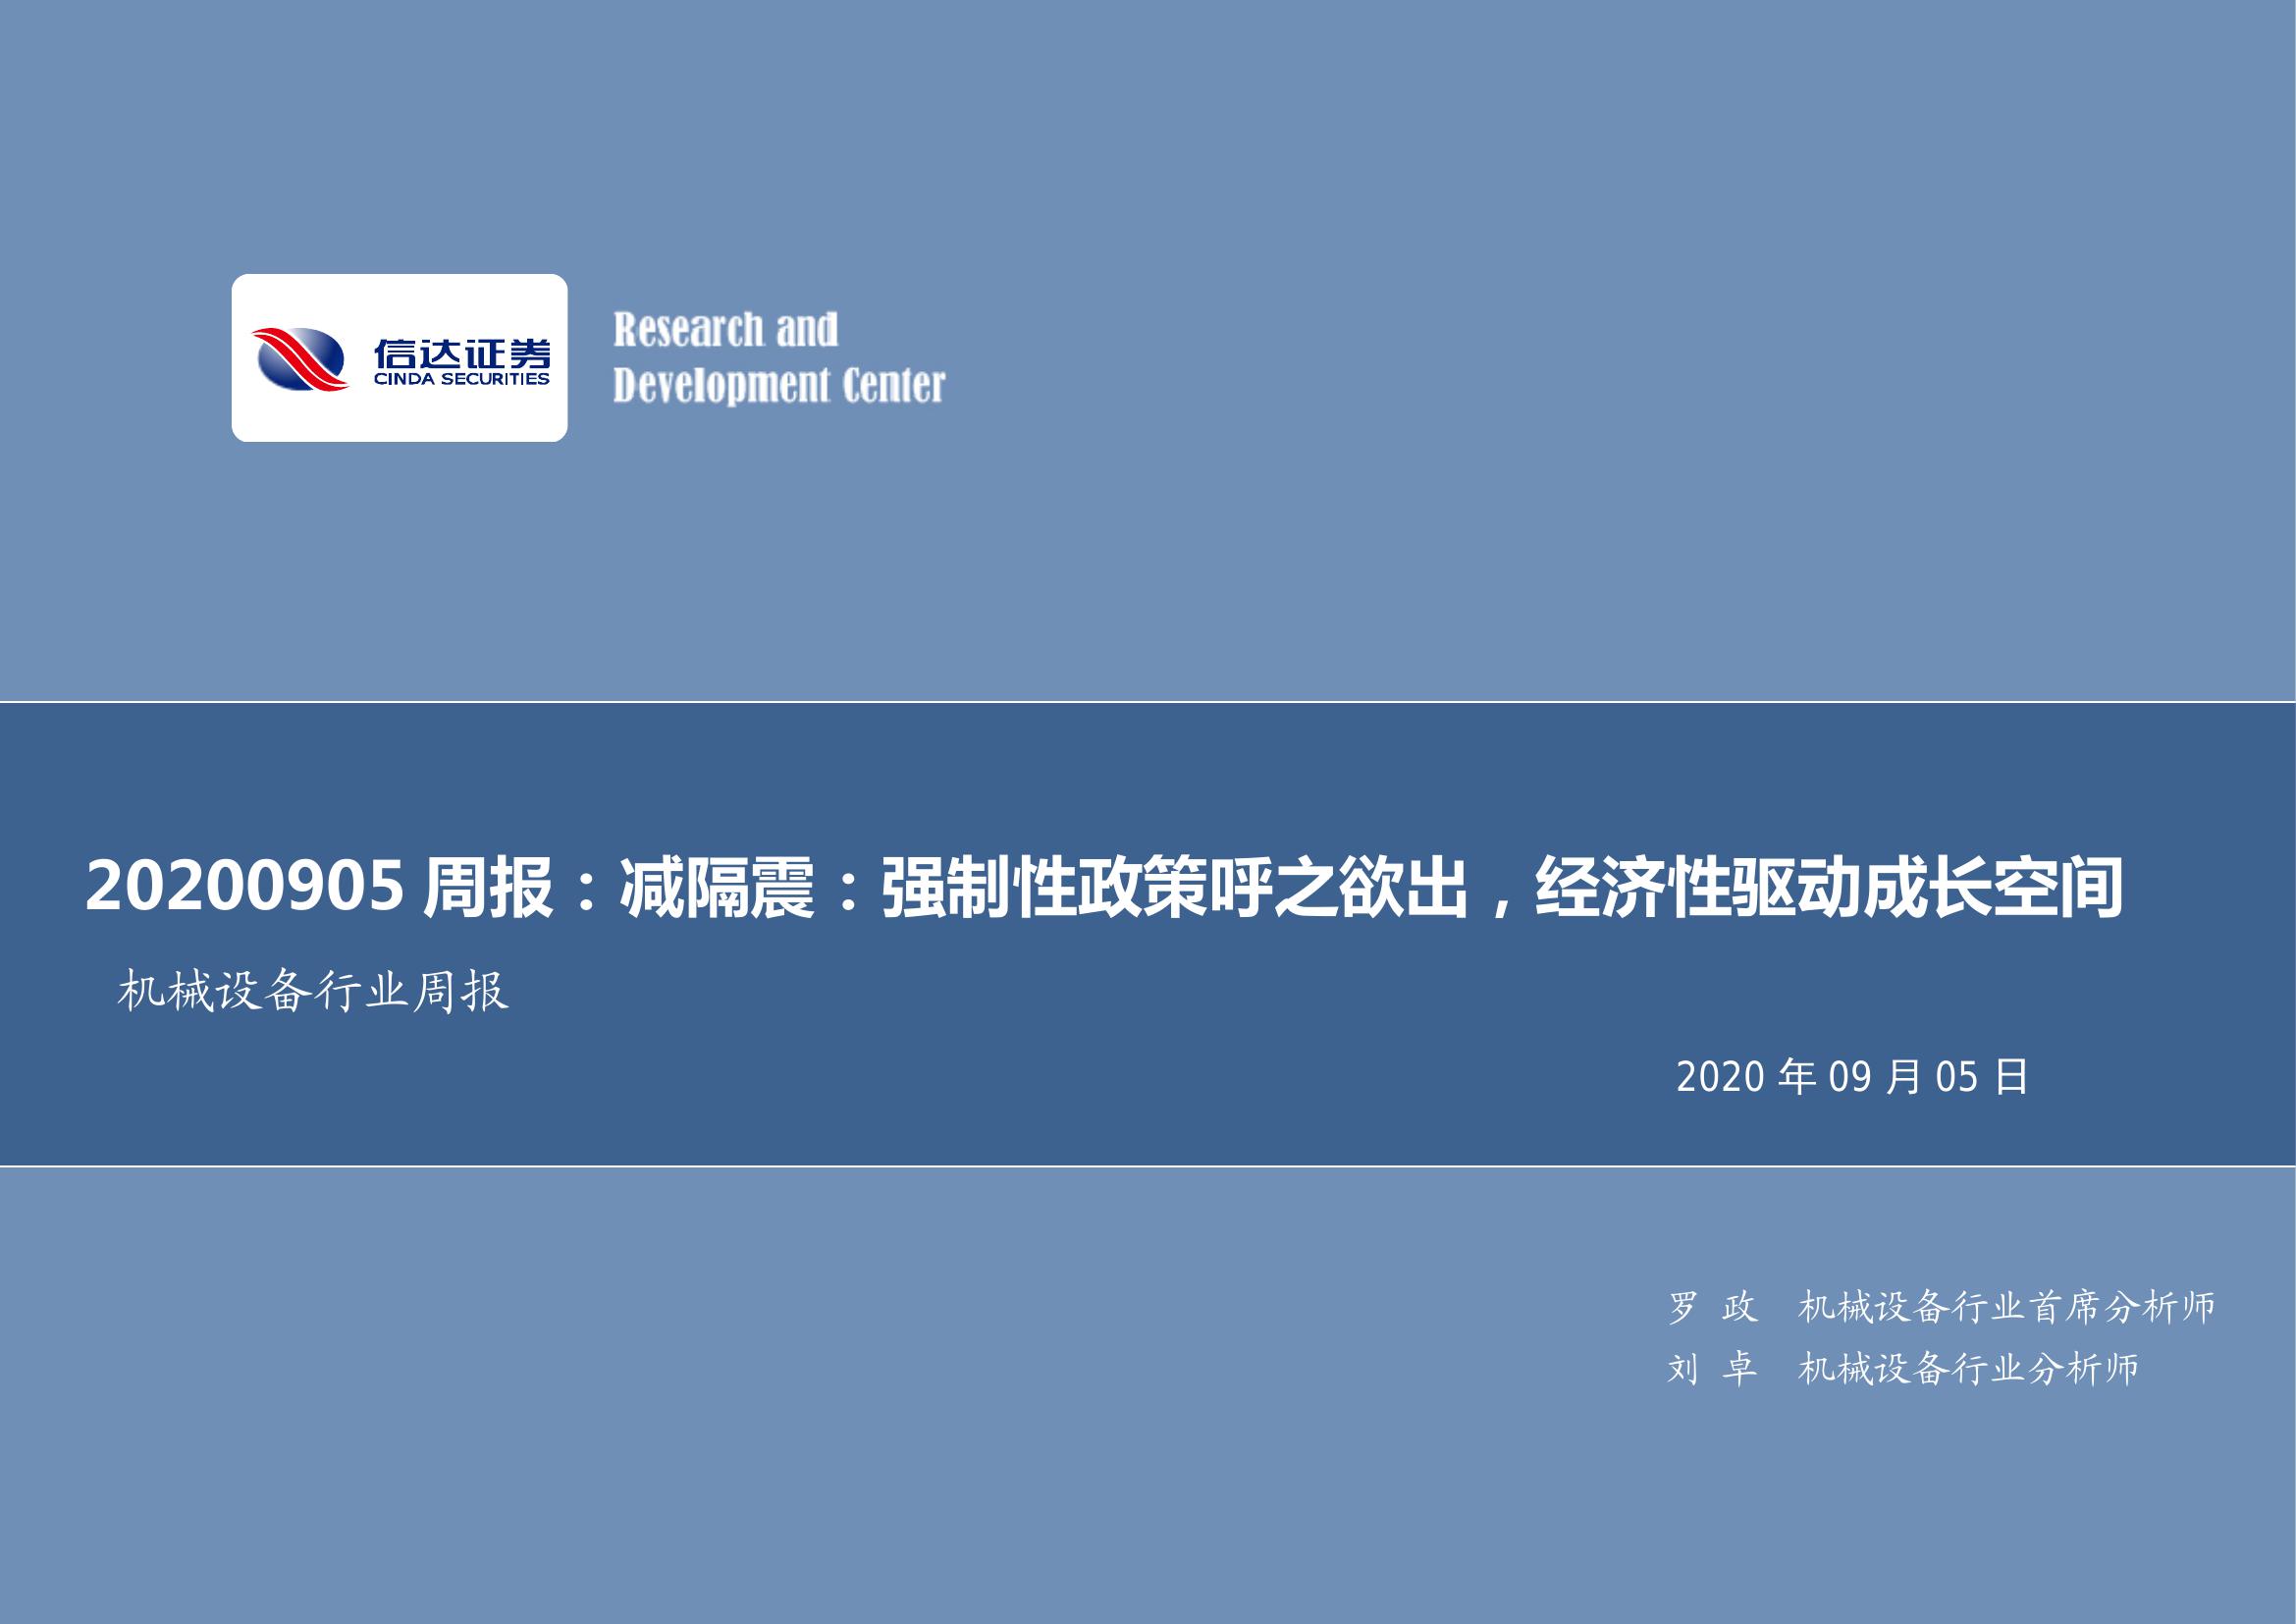 信达证券
CINDA SECURITIES
Research and
Development Center
20200905 周报：减隔震：强制性政策呼之欲出，经济性驱动成长空间
机械设备行业周报
2020 年 09 月 05 日
罗 政 机械设备行业首席分析师
刘 卓 机械设备行业分析师